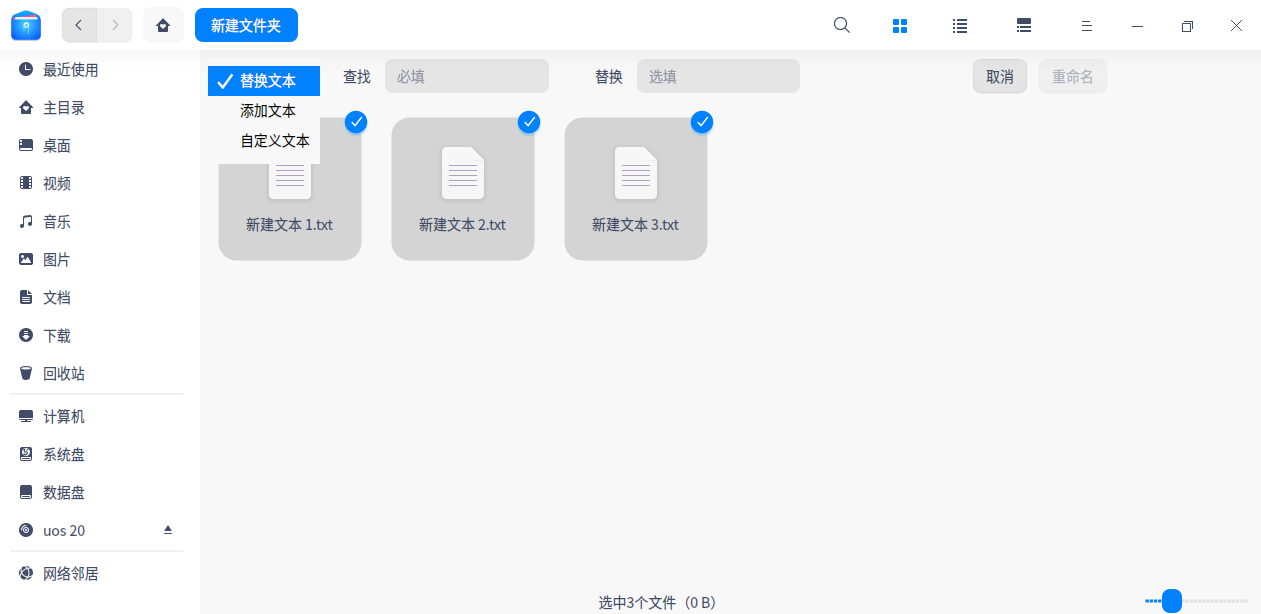 新建文件夹
最近使用
主目录
桌面
视频
音乐
图片
文档
下载
回收站
计算机
系统盘
数据盘
uos 20
网络邻居
替换文本
添加文本
自定义文本
查找 必填 替换 选填 取消 重命名
新建文本 1.txt 新建文本 2.txt 新建文本 3.txt
选中3个文件（0 B）